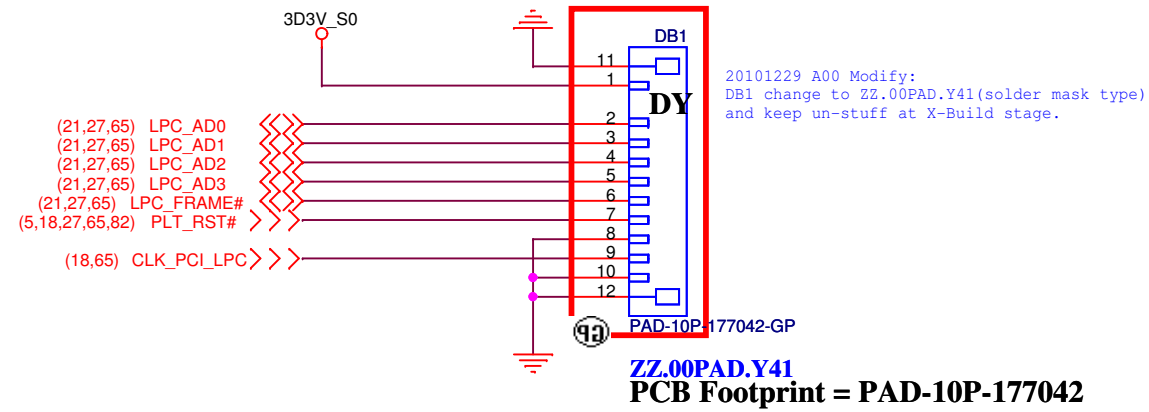 3D3V_S0
DB1
11
1
DY
20101229 A00 Modify:
DB1 change to ZZ.00PAD.Y41(solder mask type)
and keep un-stuff at X-Build stage.
(21,27,65) LPC_AD0 2
(21,27,65) LPC_AD1 3
(21,27,65) LPC_AD2 4
(21,27,65) LPC_AD3 5
(21,27,65) LPC_FRAME# 6
(5,18,27,65,82) PLT_RST# 7
8
(18,65) CLK_PCI_LPC 9
10
12
GP
PAD-10P-177042-GP
ZZ.00PAD.Y41
PCB Footprint = PAD-10P-177042